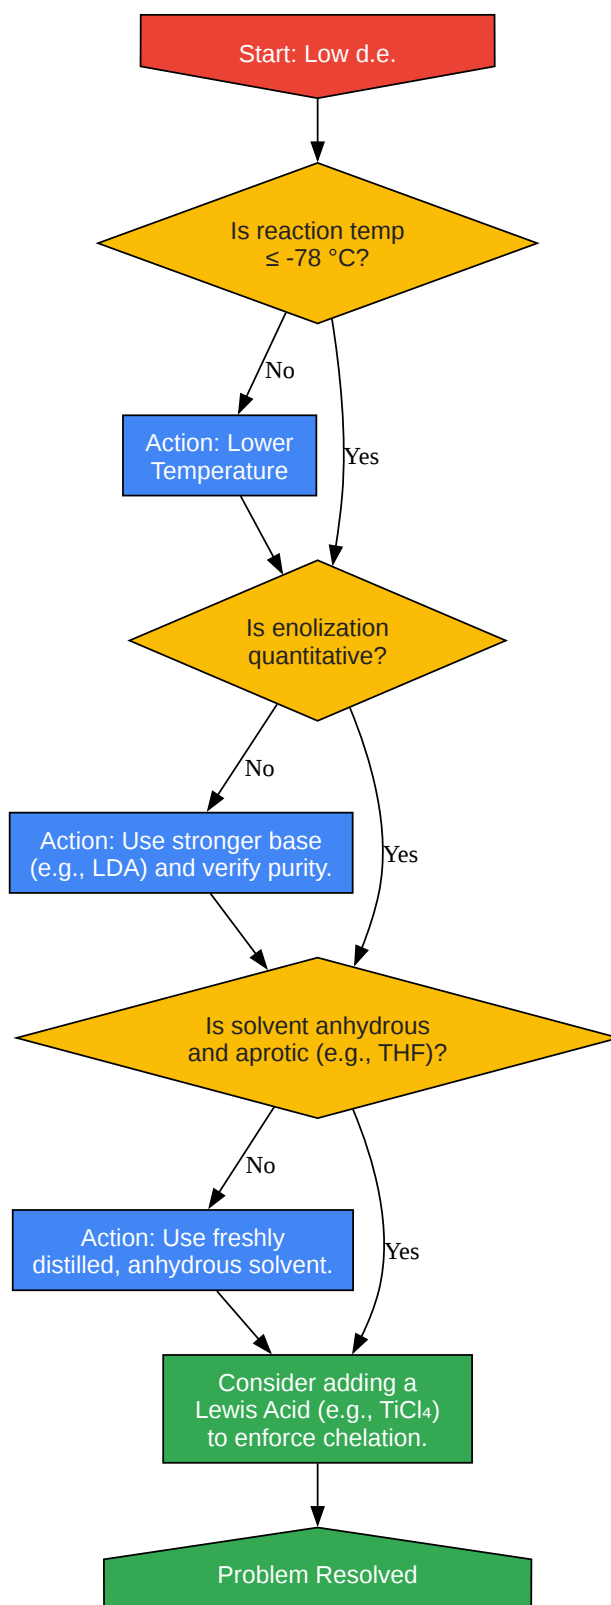 Start: Low d.e.
Is reaction temp
≤ -78 °C?
No
Action: Lower
Temperature
Yes
Is enolization
quantitative?
No
Action: Use stronger base
(e.g., LDA) and verify purity.
Yes
Is solvent anhydrous
and aprotic (e.g., THF)?
No
Action: Use freshly
distilled, anhydrous solvent.
Yes
Consider adding a
Lewis Acid (e.g., TiCl₄)
to enforce chelation.
Problem Resolved